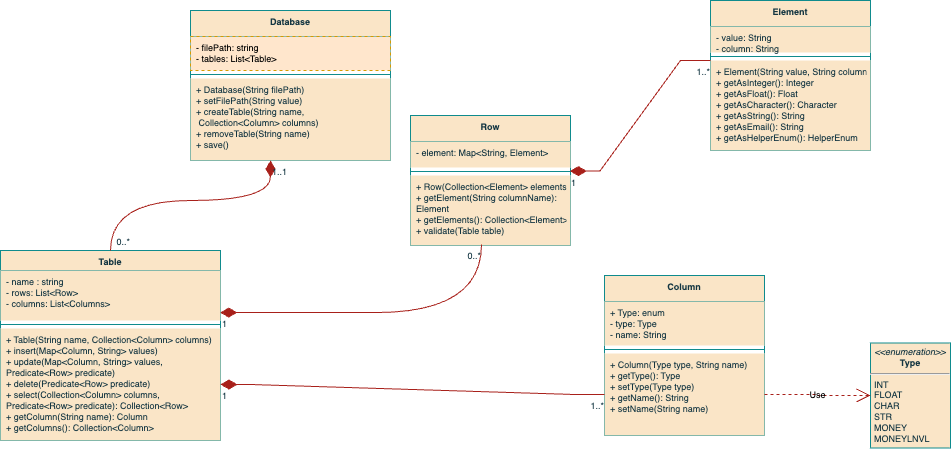 Database
- filePath: string
- tables: List<Table>
+ Database(String filePath)
+ setFilePath(String value)
+ createTable(String name,
Collection<Column> columns)
+ removeTable(String name)
+ save()
1..1
0..*
Element
- value: String
- column: String
+ Element(String value, String column
+ getAsInteger(): Integer
+ getAsFloat(): Float
+ getAsCharacter(): Character
+ getAsString(): String
+ getAsEmail(): String
+ getAsHelperEnum(): HelperEnum
1..*
Row
- element: Map<String, Element>
+ Row(Collection<Element> elements
+ getElement(String columnName):
Element
+ getElements(): Collection<Element>
+ validate(Table table)
1
0..*
Table
- name : string
- rows: List<Row>
- columns: List<Columns>
+ Table(String name, Collection<Column> columns)
+ insert(Map<Column, String> values)
+ update(Map<Column, String> values,
Predicate<Row> predicate)
+ delete(Predicate<Row> predicate)
+ select(Collection<Column> columns,
Predicate<Row> predicate): Collection<Row>
+ getColumn(String name): Column
+ getColumns(): Collection<Column>
1
1
Column
+ Type: enum
- type: Type
- name: String
+ Column(Type type, String name)
+ getType(): Type
+ setType(Type type)
+ getName(): String
+ setName(String name)
1..*
Use
<<enumeration>>
Type
INT
FLOAT
CHAR
STR
MONEY
MONEYLNVL